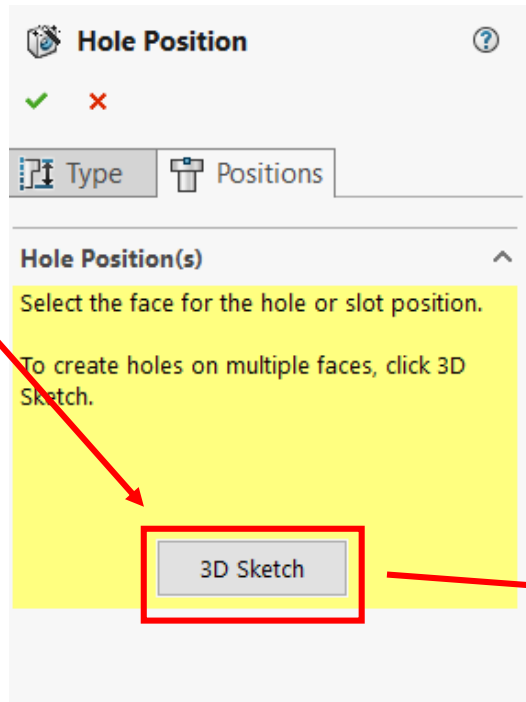 Hole Position
Type
Positions
Hole Position(s)
Select the face for the hole or slot position.
To create holes on multiple faces, click 3D
Sketch.
3D Sketch